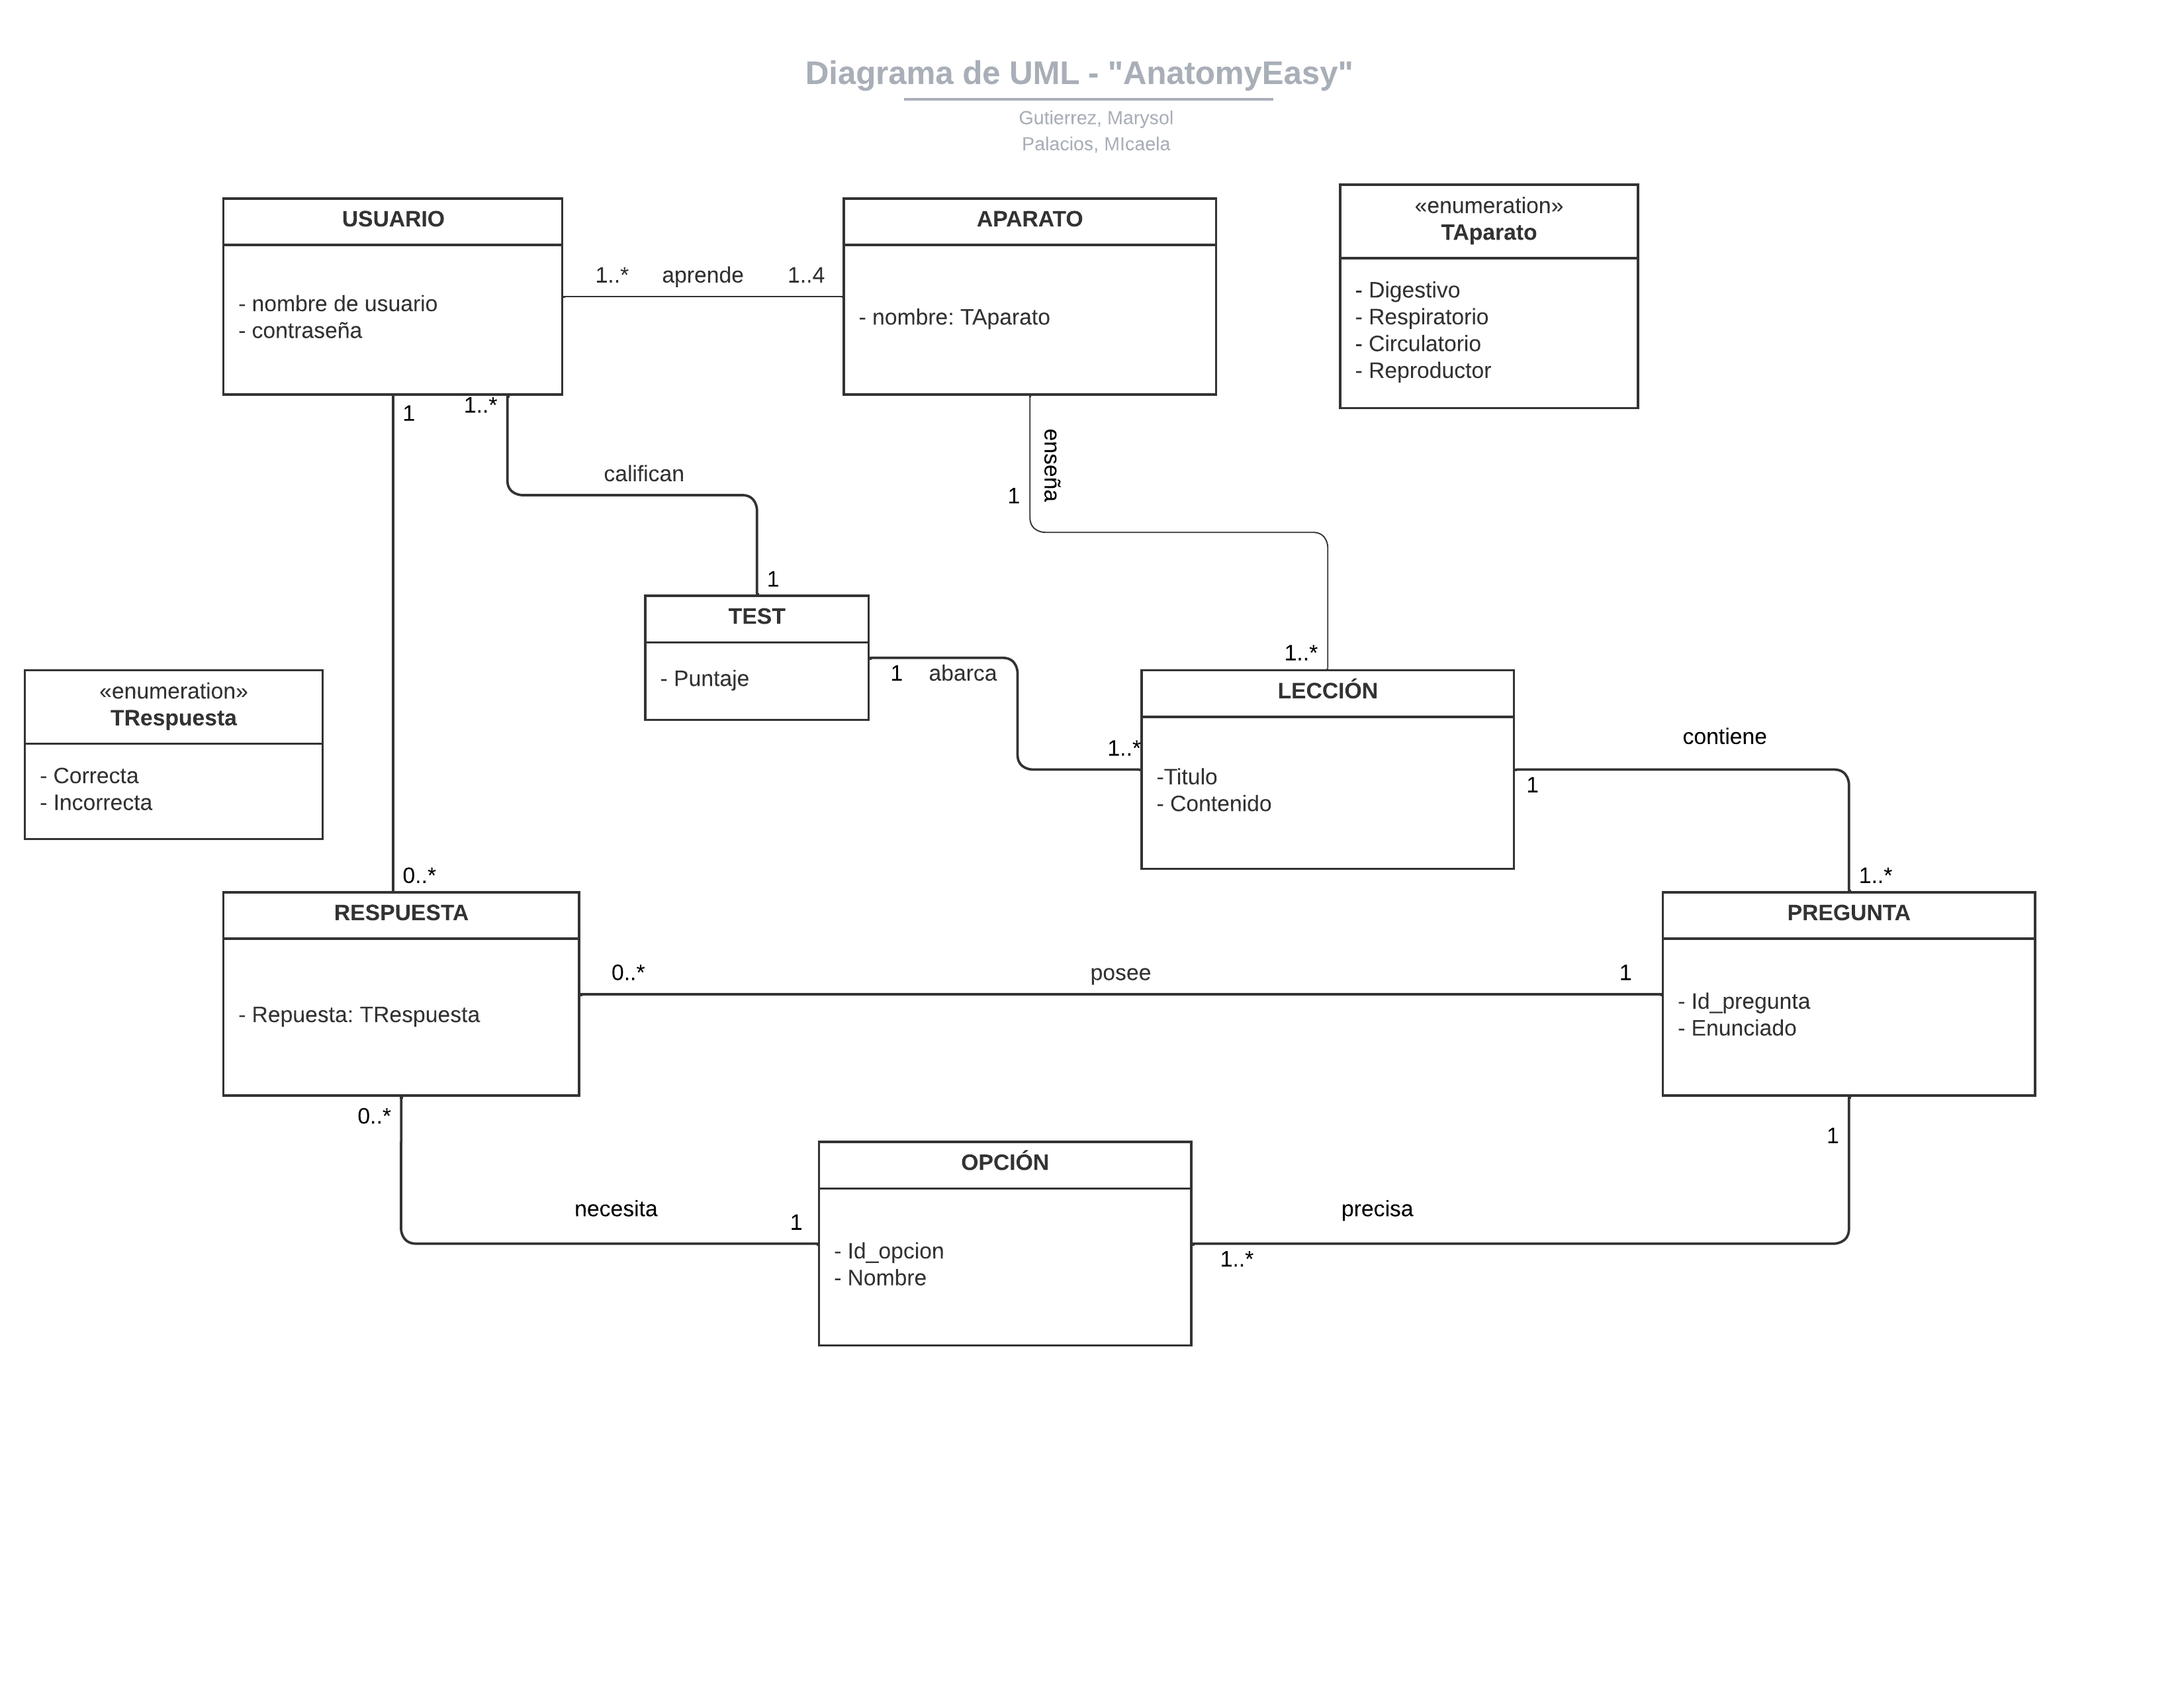 Diagrama de UML - "AnatomyEasy"
Gutierrez, Marysol
Palacios, MIcaela
USUARIO
- nombre de usuario
- contraseña
1..* aprende 1..4
APARATO
- nombre: TAparato
«enumeration»
TAparato
- Digestivo
- Respiratorio
- Circulatorio
- Reproductor
1
1..*
califican
1
enseña
1
1..*
TEST
- Puntaje
1 abarca
1..*
LECCIÓN
-Titulo
- Contenido
contiene
1
1..*
«enumeration»
TRespuesta
- Correcta
- Incorrecta
0..*
RESPUESTA
- Repuesta: TRespuesta
0..* posee 1
PREGUNTA
- Id_pregunta
- Enunciado
0..*
necesita
1
OPCIÓN
- Id_opcion
- Nombre
1
precisa
1..*